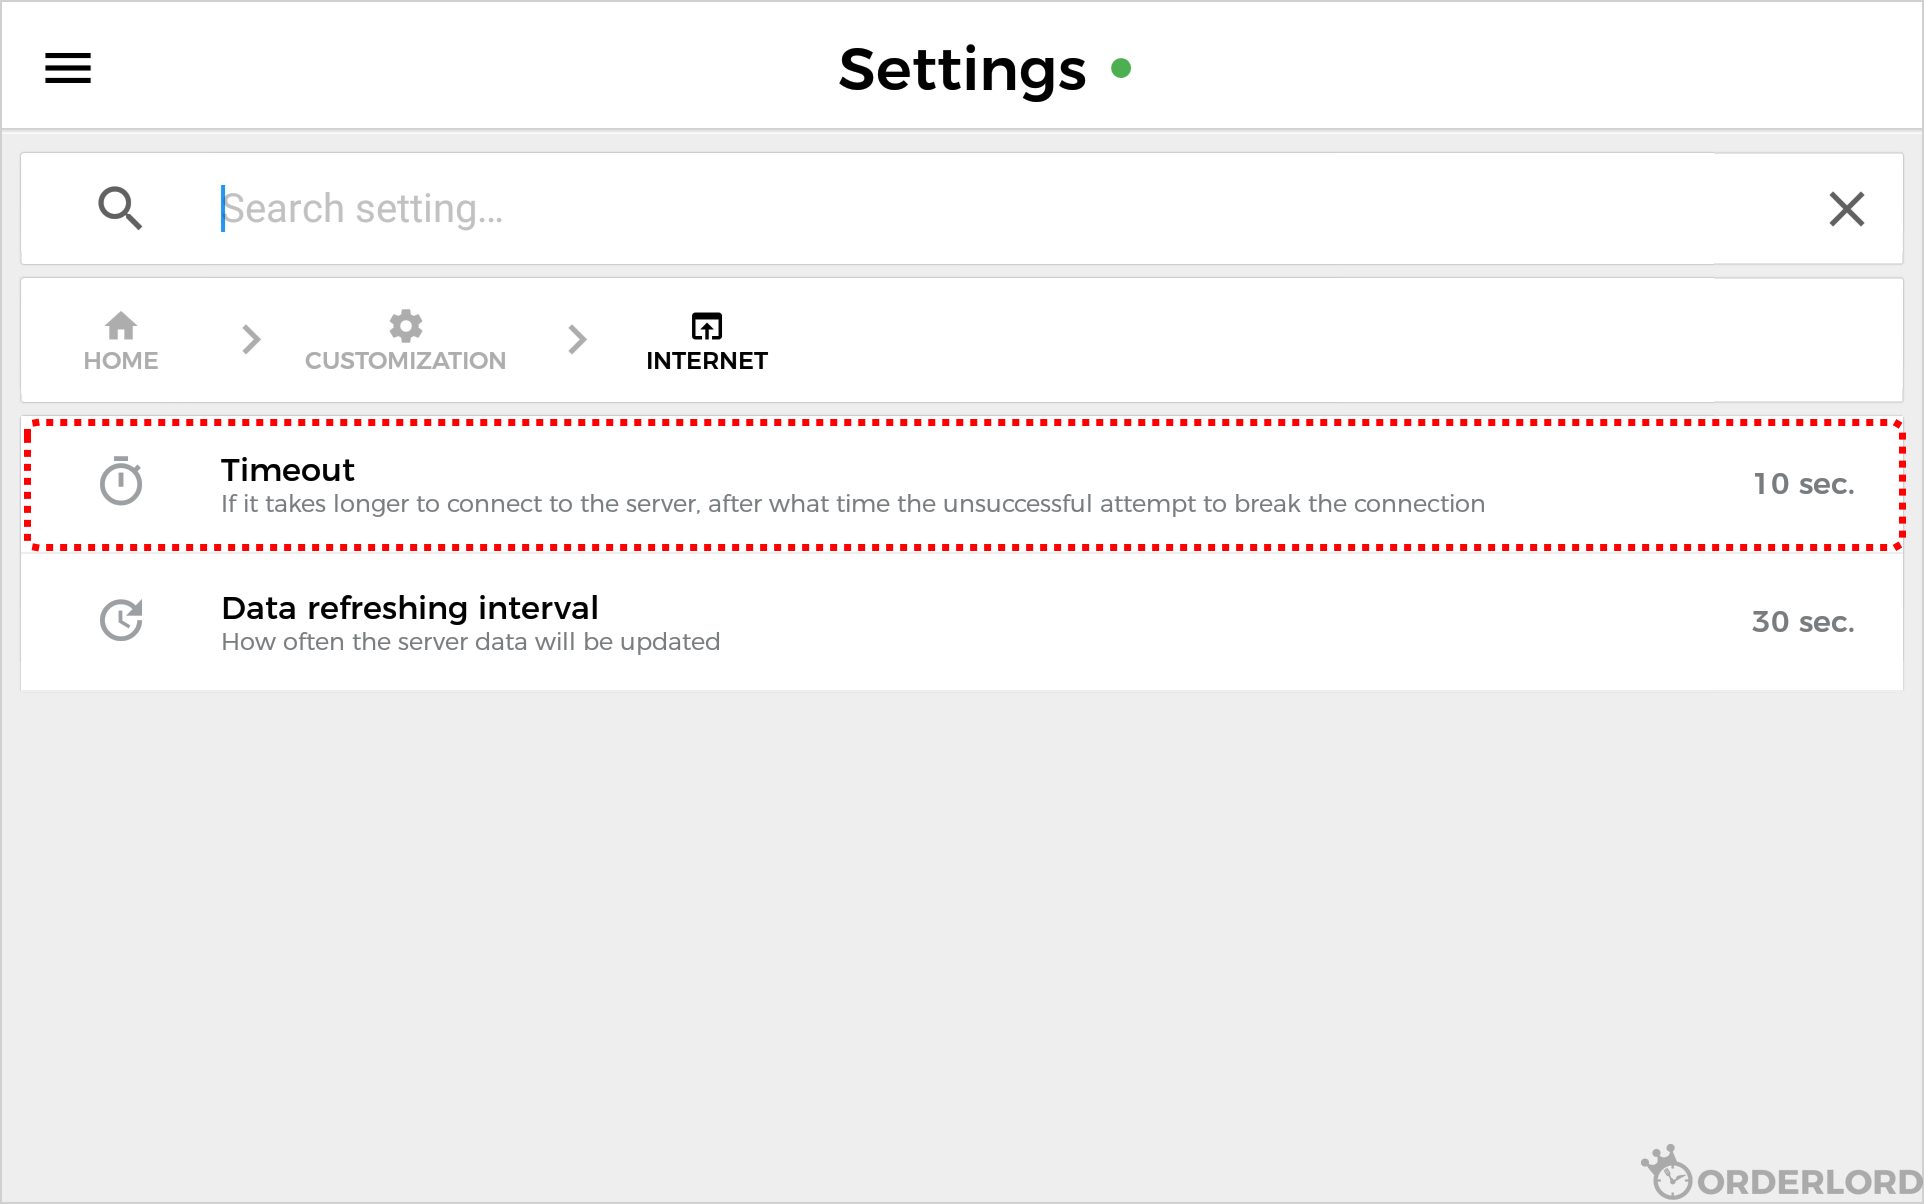 Settings
Search setting...
HOME
CUSTOMIZATION
INTERNET
Timeout
If it takes longer to connect to the server, after what time the unsuccessful attempt to break the connection
10 sec.
Data refreshing interval
How often the server data will be updated
30 sec.
ORDERLORD